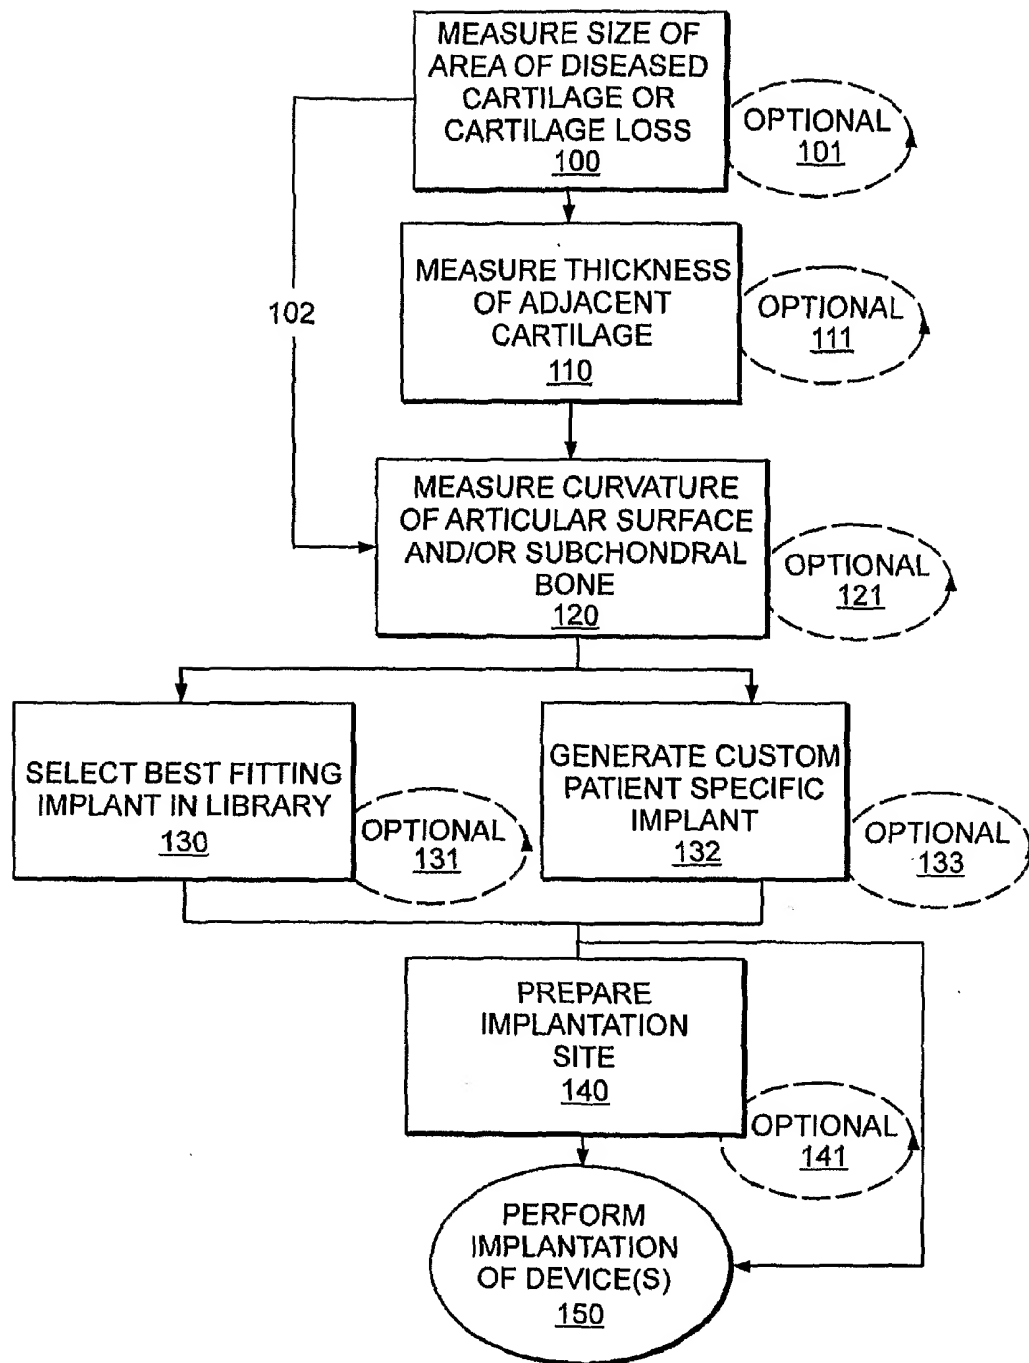 MEASURE SIZE OF
AREA OF DISEASED
CARTILAGE OR
CARTILAGE LOSS
100
OPTIONAL
101
102
MEASURE THICKNESS
OF ADJACENT
CARTILAGE
110
OPTIONAL
111
MEASURE CURVATURE
OF ARTICULAR SURFACE
AND/OR SUBCHONDRAL
BONE
120
OPTIONAL
121
SELECT BEST FITTING
IMPLANT IN LIBRARY
130
OPTIONAL
131
GENERATE CUSTOM
PATIENT SPECIFIC
IMPLANT
132
OPTIONAL
133
PREPARE
IMPLANTATION
SITE
140
OPTIONAL
141
PERFORM
IMPLANTATION
OF DEVICE(S)
150